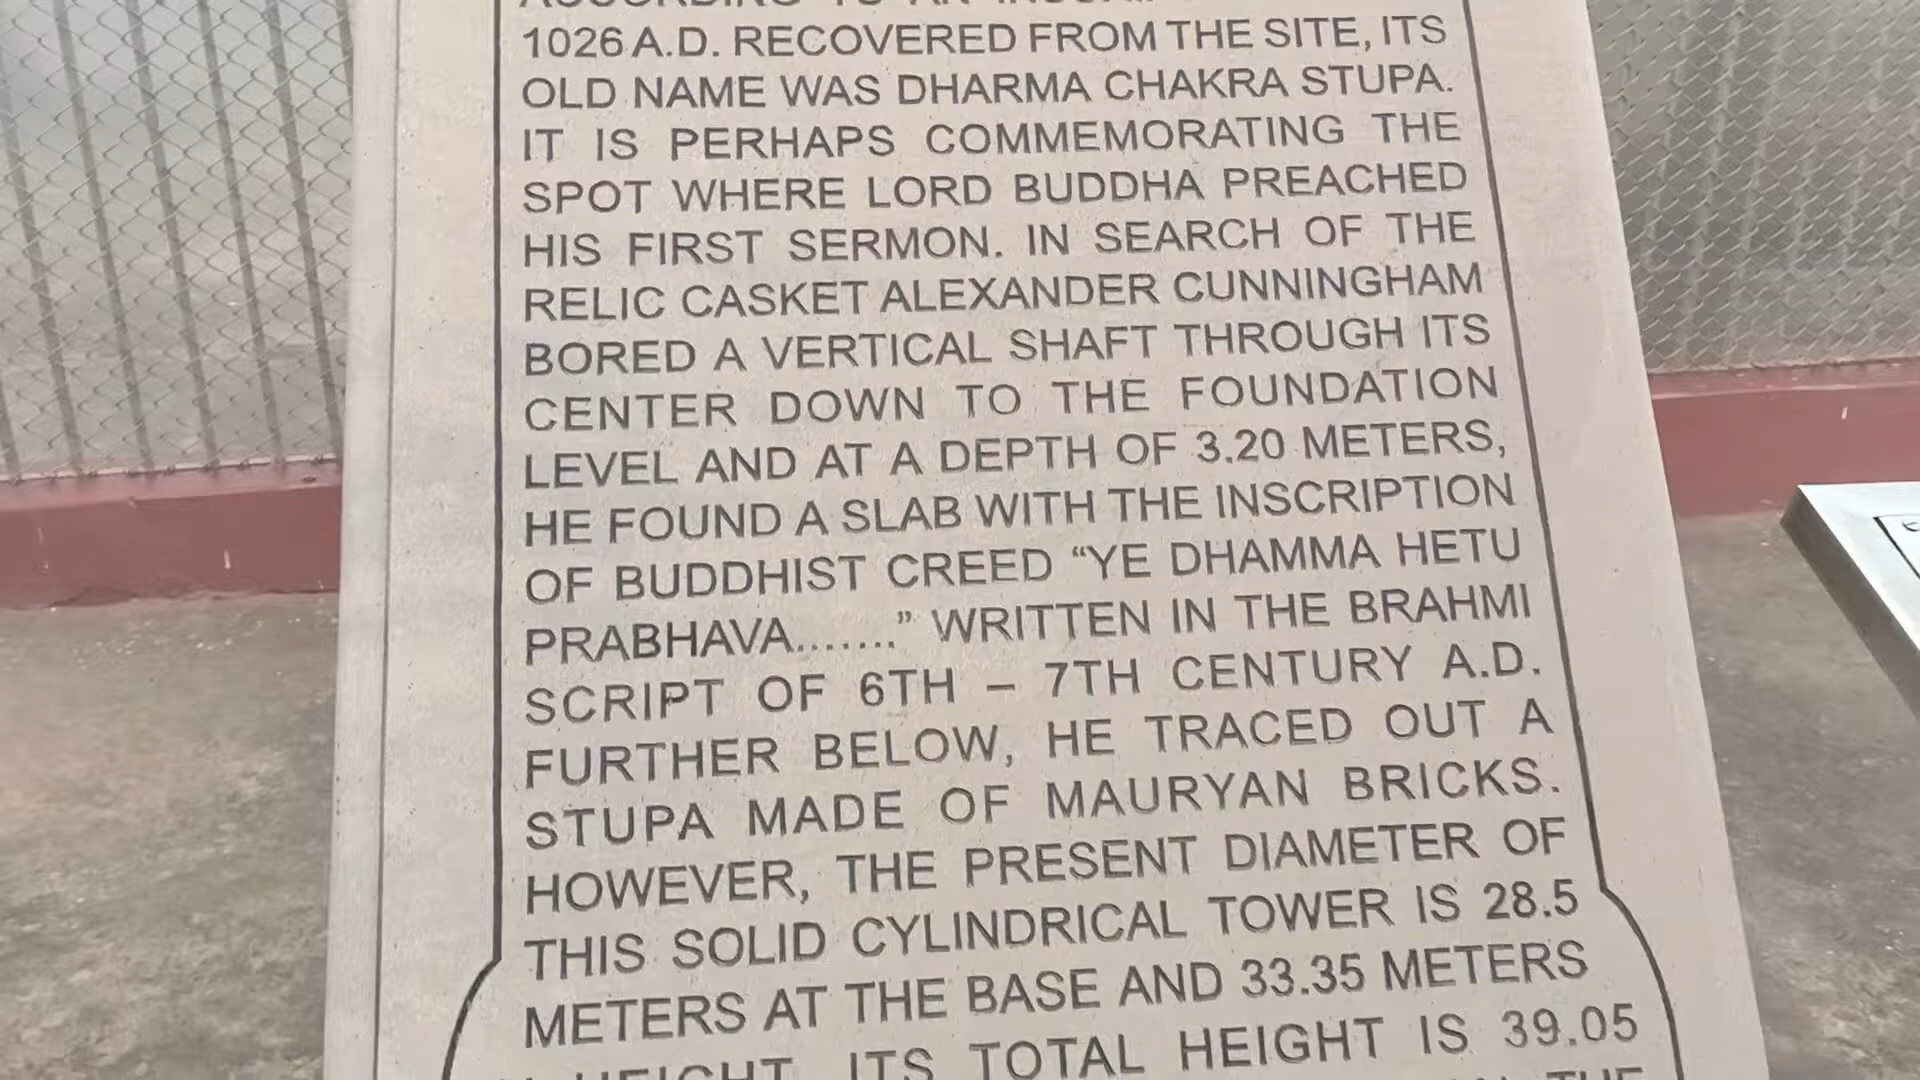 ACCORDING TO AN
1026 A.D. RECOVERED FROM THE SITE, ITS
OLD NAME WAS DHARMA CHAKRA STUPA.
IT IS PERHAPS COMMEMORATING THE
SPOT WHERE LORD BUDDHA PREACHED
HIS FIRST SERMON. IN SEARCH OF THE
RELIC CASKET ALEXANDER CUNNINGHAM
BORED A VERTICAL SHAFT THROUGH ITS
CENTER DOWN TO THE FOUNDATION
LEVEL AND AT A DEPTH OF 3.20 METERS,
HE FOUND A SLAB WITH THE INSCRIPTION
OF BUDDHIST CREED “YE DHAMMA HETU
PRABHAVA.......” WRITTEN IN THE BRAHMI
SCRIPT OF 6TH – 7TH CENTURY A.D.
FURTHER BELOW, HE TRACED OUT A
STUPA MADE OF MAURYAN BRICKS.
HOWEVER, THE PRESENT DIAMETER OF
THIS SOLID CYLINDRICAL TOWER IS 28.5
METERS AT THE BASE AND 33.35 METERS
HEIGHT. ITS TOTAL HEIGHT IS 39.05
THE